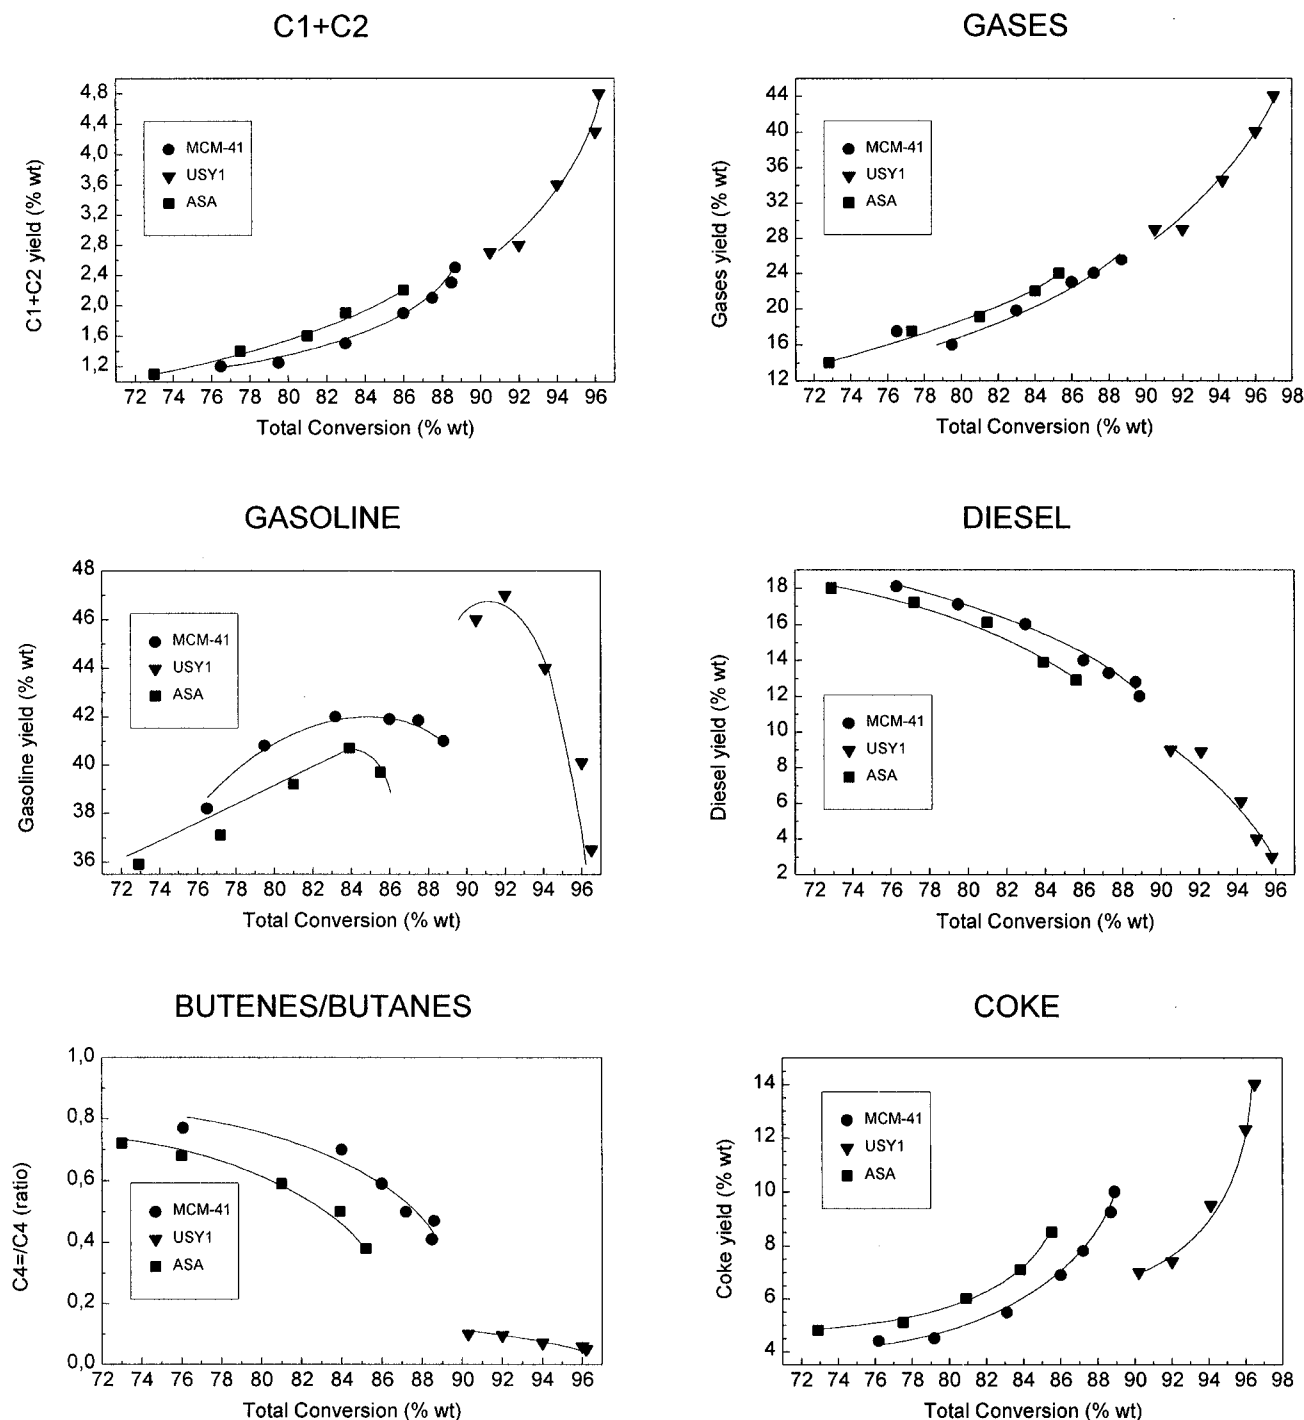 C1+C2
4,8
4,4
4,0
3,6
3,2
2,8
2,4
2,0
1,6
1,2
C1+C2 yield (% wt)
MCM-41
USY1
ASA
72 74 76 78 80 82 84 86 88 90 92 94 96
Total Conversion (% wt)
GASES
44
40
36
32
28
24
20
16
12
Gases yield (% wt)
MCM-41
USY1
ASA
72 74 76 78 80 82 84 86 88 90 92 94 96 98
Total Conversion (% wt)
GASOLINE
48
46
44
42
40
38
36
Gasoline yield (% wt)
MCM-41
USY1
ASA
72 74 76 78 80 82 84 86 88 90 92 94 96
Total Conversion (% wt)
DIESEL
18
16
14
12
10
8
6
4
2
Diesel yield (% wt)
MCM-41
USY1
ASA
72 74 76 78 80 82 84 86 88 90 92 94 96
Total Conversion (% wt)
BUTENES/BUTANES
1,0
0,8
0,6
0,4
0,2
0,0
C4=/C4 (ratio)
MCM-41
USY1
ASA
72 74 76 78 80 82 84 86 88 90 92 94 96
Total Conversion (% wt)
COKE
14
12
10
8
6
4
Coke yield (% wt)
MCM-41
USY1
ASA
72 74 76 78 80 82 84 86 88 90 92 94 96 98
Total Conversion (% wt)